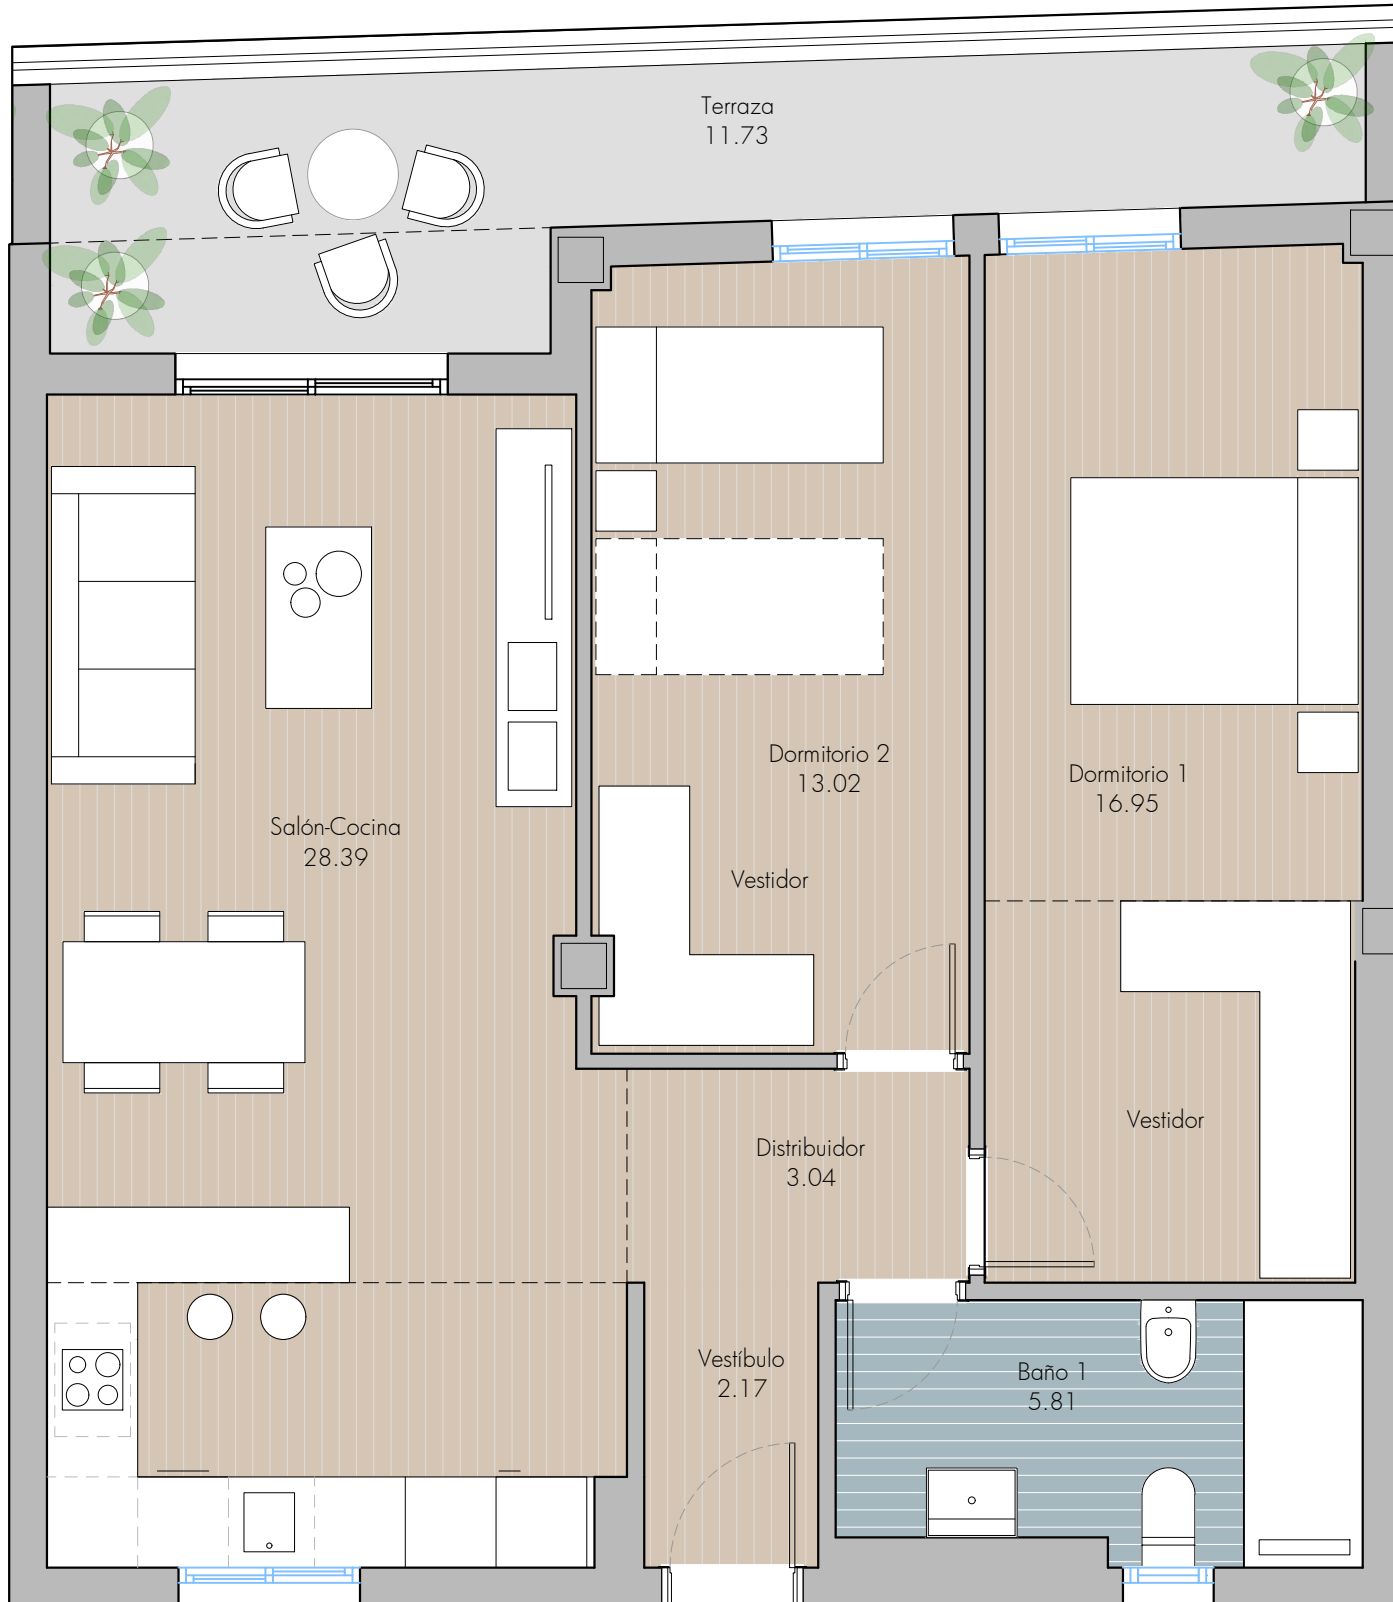 Terraza
11.73
Dormitorio 2
13.02
Dormitorio 1
16.95
Salón-Cocina
28.39
Vestidor
Vestidor
Distribuidor
3.04
Vestíbulo
2.17
Baño 1
5.81